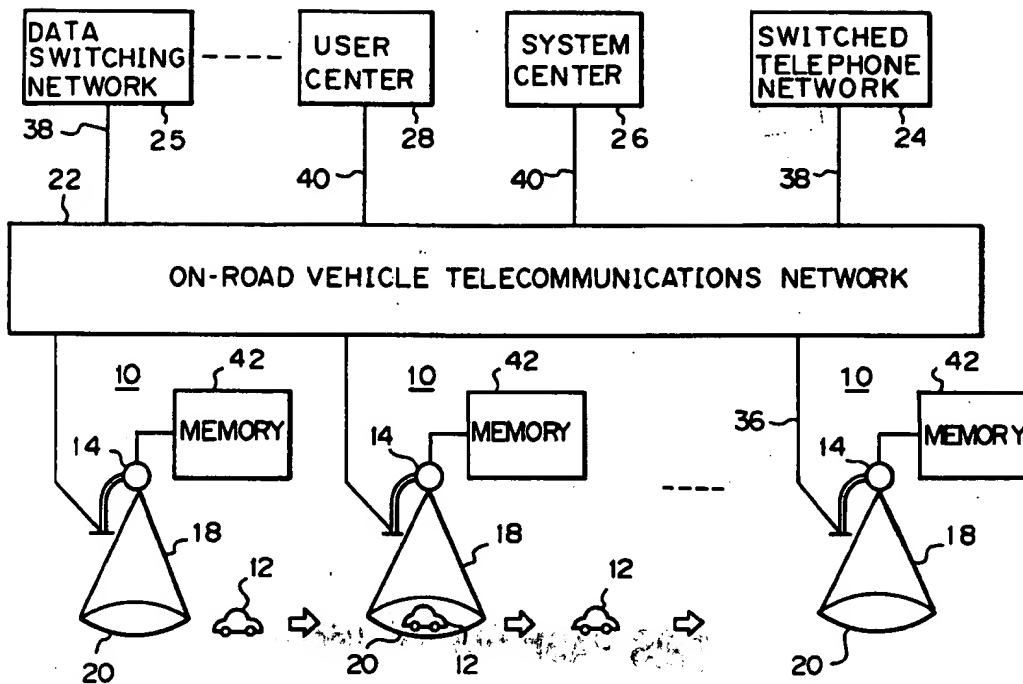 DATA
SWITCHING
NETWORK
25
USER
CENTER
28
SYSTEM
CENTER
26
SWITCHED
TELEPHONE
NETWORK
24
38
40
40
38
22
ON-ROAD VEHICLE TELECOMMUNICATIONS NETWORK
10
42
MEMORY
14
18
12
20
10
42
MEMORY
14
18
12
20
12
36
10
42
MEMORY
14
18
20